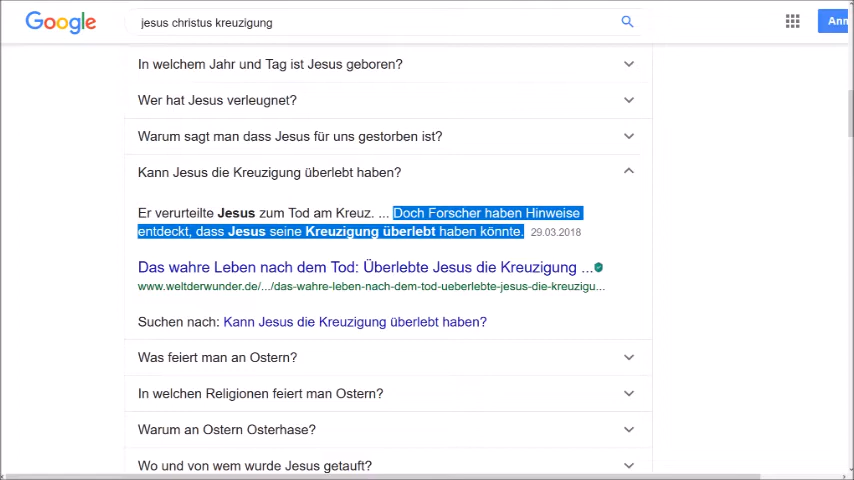 Google
jesus christus kreuzigung
In welchem Jahr und Tag ist Jesus geboren?
Wer hat Jesus verleugnet?
Warum sagt man dass Jesus für uns gestorben ist?
Kann Jesus die Kreuzigung überlebt haben?
Er verurteilte Jesus zum Tod am Kreuz. ... Doch Forscher haben Hinweise
entdeckt, dass Jesus seine Kreuzigung überlebt haben könnte. 29.03.2018
Das wahre Leben nach dem Tod: Überlebte Jesus die Kreuzigung ...
www.weltderwunder.de/.../das-wahre-leben-nach-dem-tod-ueberlebte-jesus-die-kreuzigu...
Suchen nach: Kann Jesus die Kreuzigung überlebt haben?
Was feiert man an Ostern?
In welchen Religionen feiert man Ostern?
Warum an Ostern Osterhase?
Wo und von wem wurde Jesus getauft?